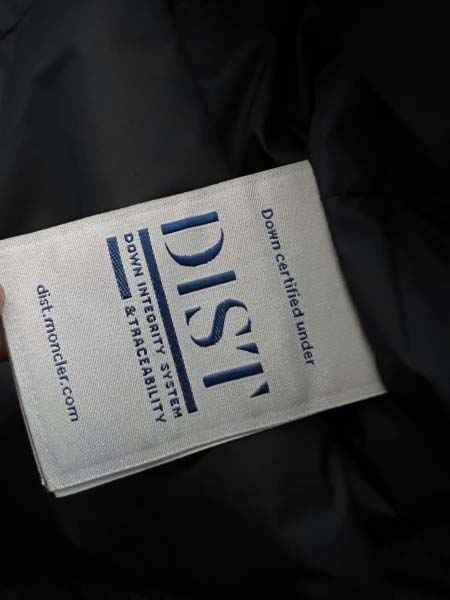 Down certified under
DIST
DOWN INTEGRITY SYSTEM
& TRACEABILITY
dist.moncler.com